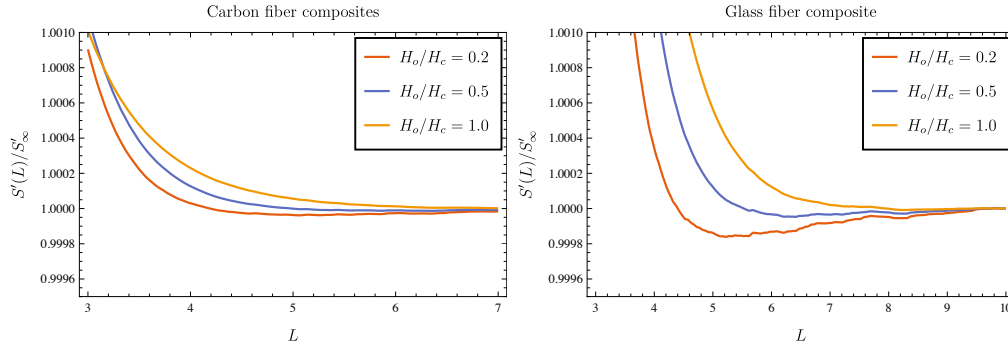 Carbon fiber composites
S′(L)/S′∞
1.0010
1.0008
1.0006
1.0004
1.0002
1.0000
0.9998
0.9996
H_o/H_c = 0.2
H_o/H_c = 0.5
H_o/H_c = 1.0
3 4 5 6 7
L
Glass fiber composite
S′(L)/S′∞
1.0010
1.0008
1.0006
1.0004
1.0002
1.0000
0.9998
0.9996
H_o/H_c = 0.2
H_o/H_c = 0.5
H_o/H_c = 1.0
3 4 5 6 7 8 9 10
L